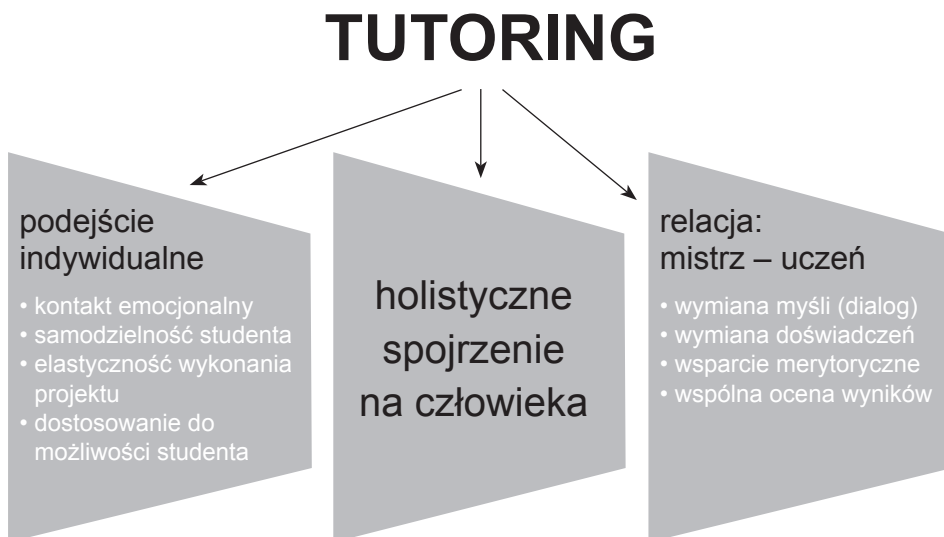 TUTORING
podejście
indywidualne
• kontakt emocjonalny
• samodzielność studenta
• elastyczność wykonania
projektu
• dostosowanie do
możliwości studenta
holistyczne
spojrzenie
na człowieka
relacja:
mistrz – uczeń
• wymiana myśli (dialog)
• wymiana doświadczeń
• wsparcie merytoryczne
• wspólna ocena wyników